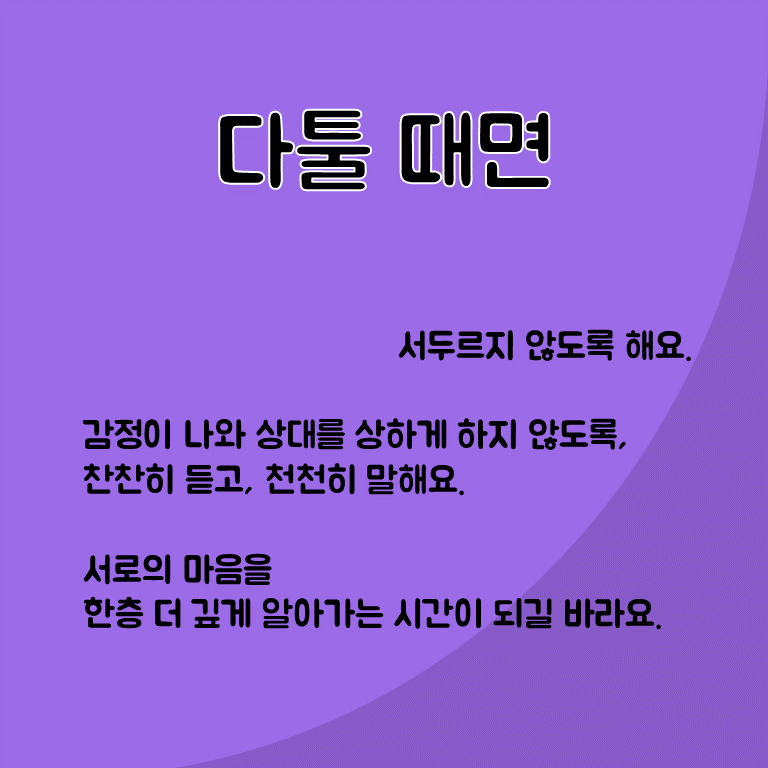 다툴 때면
서두르지 않도록 해요.
감정이 나와 상대를 상하게 하지 않도록,
찬찬히 듣고, 천천히 말해요.
서로의 마음을
한층 더 깊게 알아가는 시간이 되길 바라요.